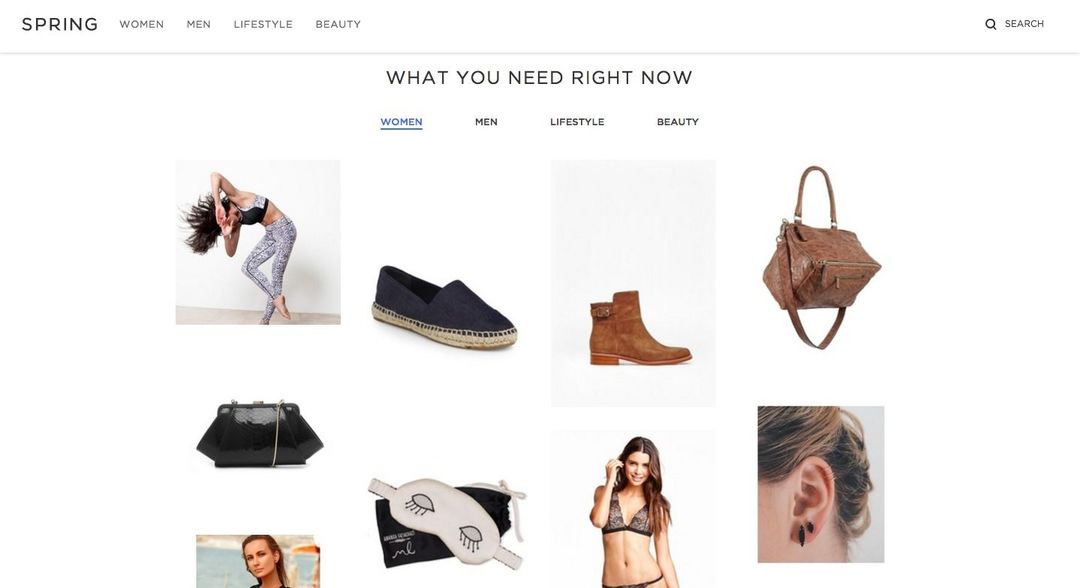 SPRING WOMEN MEN LIFESTYLE BEAUTY SEARCH
WHAT YOU NEED RIGHT NOW
WOMEN MEN LIFESTYLE BEAUTY